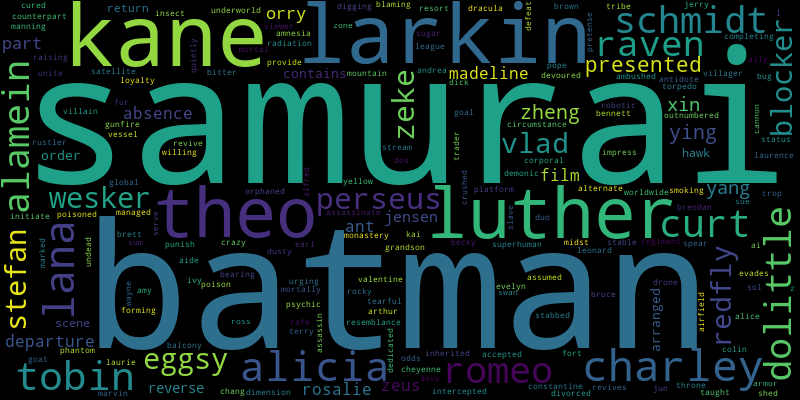 cured underworld orry digging blaming dracula brown tribe jerry
counterpart insect amnesia resort defeat
manning return zone sugar league schmidt
part kane larkin raven blocker
raising satellite radiation andrea pope completing
unite loyalty bitter provide mountain devoured presented villager
contains madeline ambushed antidote bug
samurai
alamein fur zeke dick robotic torpedo cannon
villain absence gunfire circumstance bennett outnumbered status
rustler vessel revive goal zheng xin
order willing stream trader corporal vlad impress ying hawk laurence
global orphaned yellow crushed demonic film
wesker theo perseus platform alternate worldwide smoking yang crop
initiate poisoned managed assassinate jensen luther slave duo brendan curt sue
marked brett serve ant monastery kai becky superhuman midst stable spear ai
stefan lana undead sum punish crazy dusty earl grandson leonard evades dolittle
batman
wayne aide ivy bearing urging valentine evelyn assumed bruce drone sol
amy poison mortally rocky swan arranged redfly
forming psychic tearful arthur stabbed airfield alice
scene ross terry resemblance
departure phantom balcony assassin dedicated colin
goat laurie eggsy odds inherited accepted fort
tobin alicia cheyenne romeo charley
reverse rosalie zeus constantine revives throne armor
marvin chang dimension intercepted divorced jun taught shed